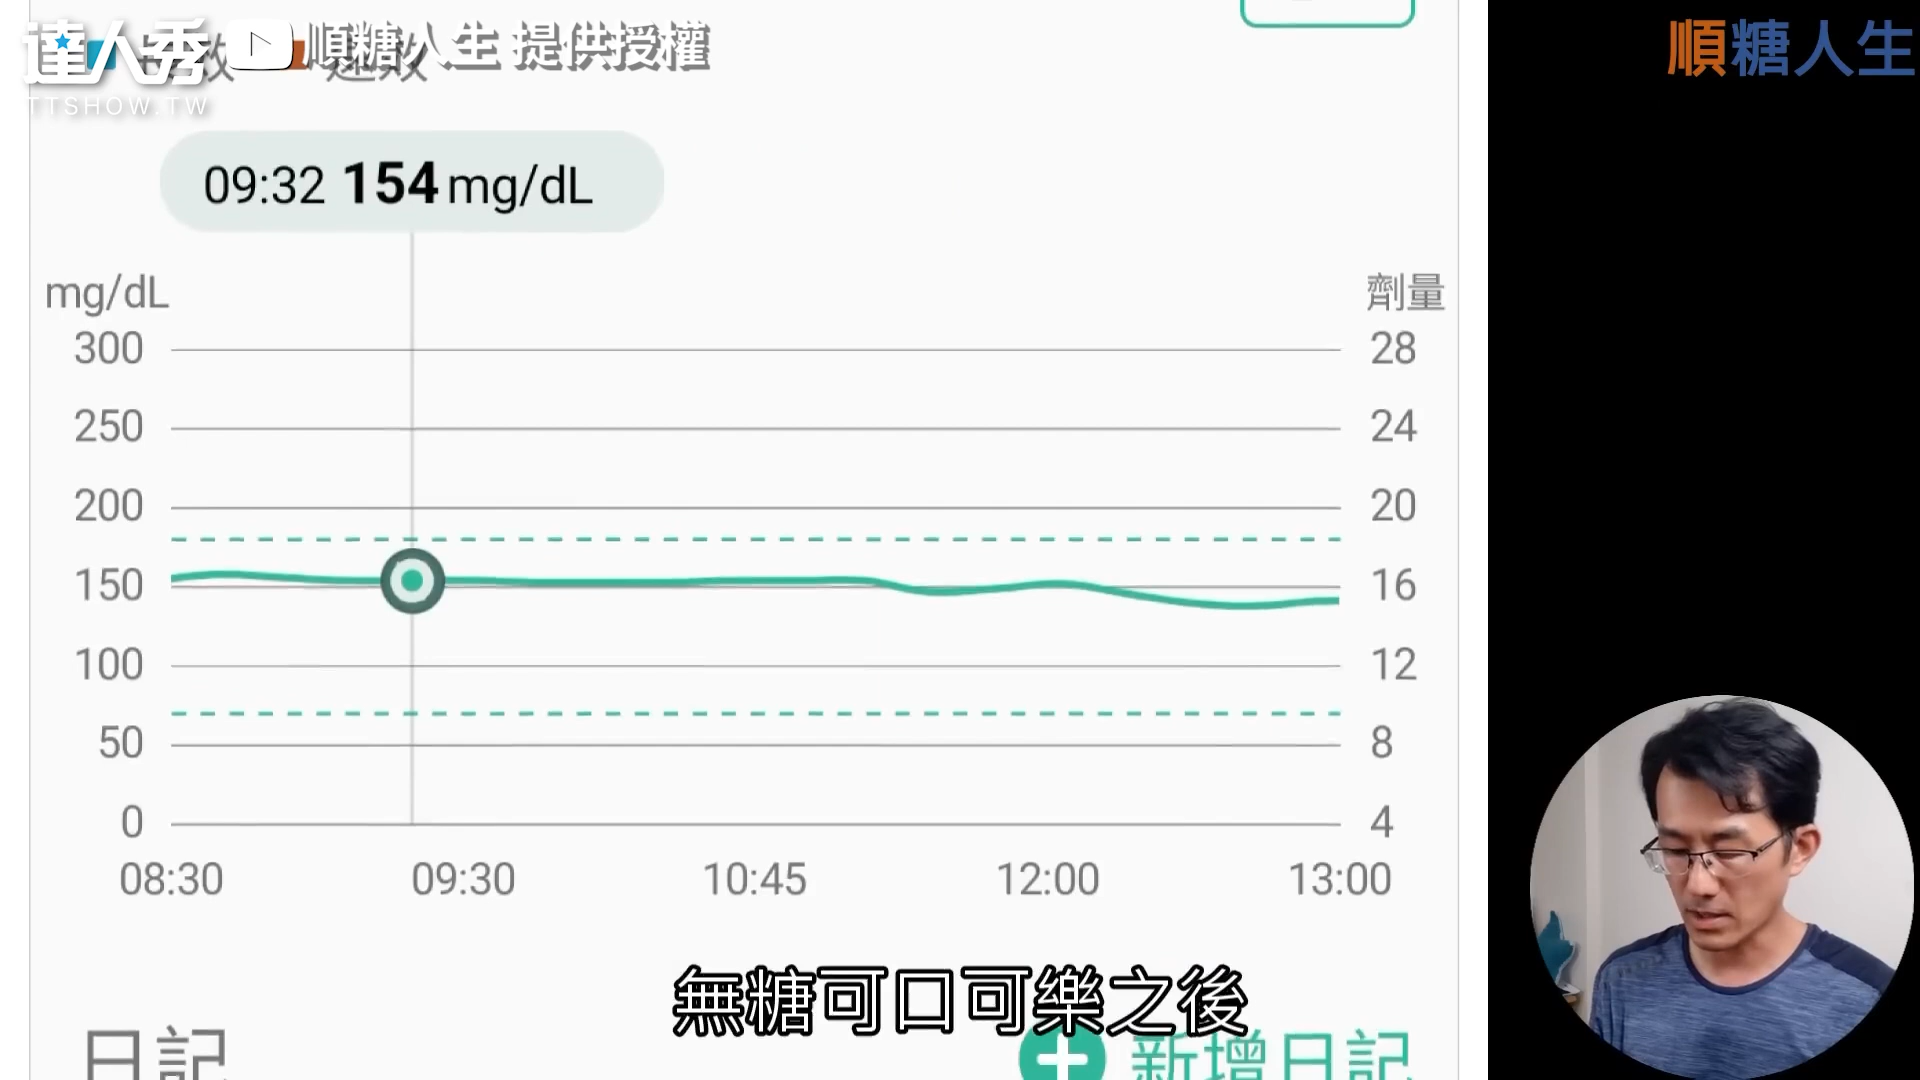 達人秀 順糖人生 提供授權
TTSHOW.TW
順糖人生
速效
09:32 154 mg/dL
mg/dL 劑量
300 28
250 24
200 20
150 16
100 12
50 8
0 4
08:30 09:30 10:45 12:00 13:00
無糖可口可樂之後
日記 新增日記